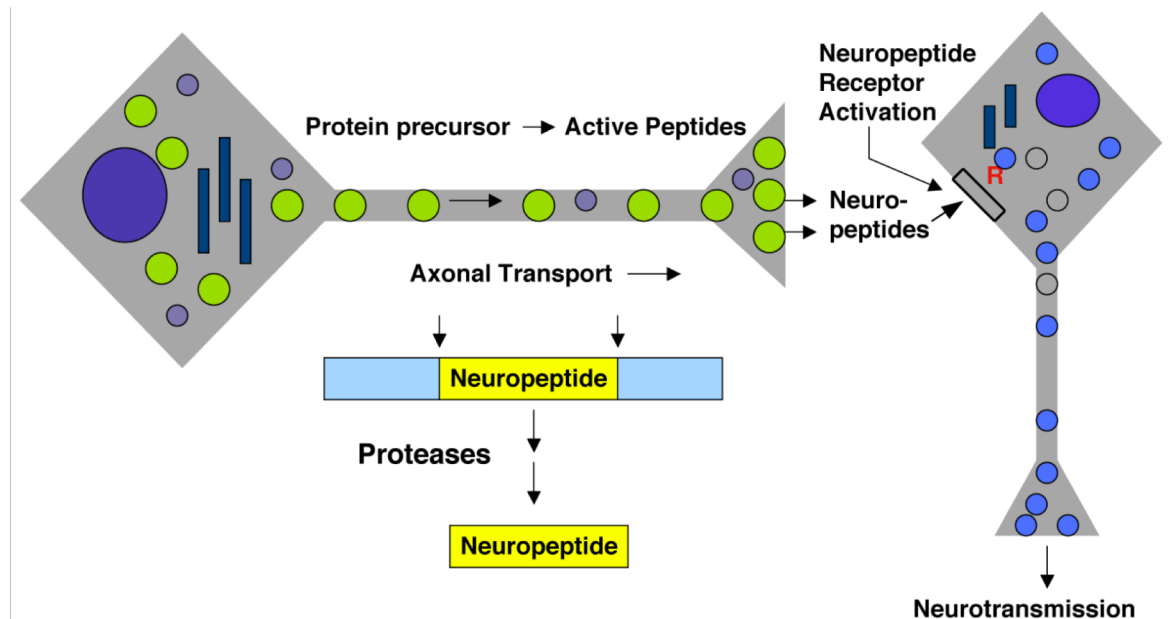 Protein precursor → Active Peptides
Axonal Transport →
Neuropeptide
Proteases
Neuropeptide
Neuro-
peptides
Neuropeptide
Receptor
Activation
R
Neurotransmission